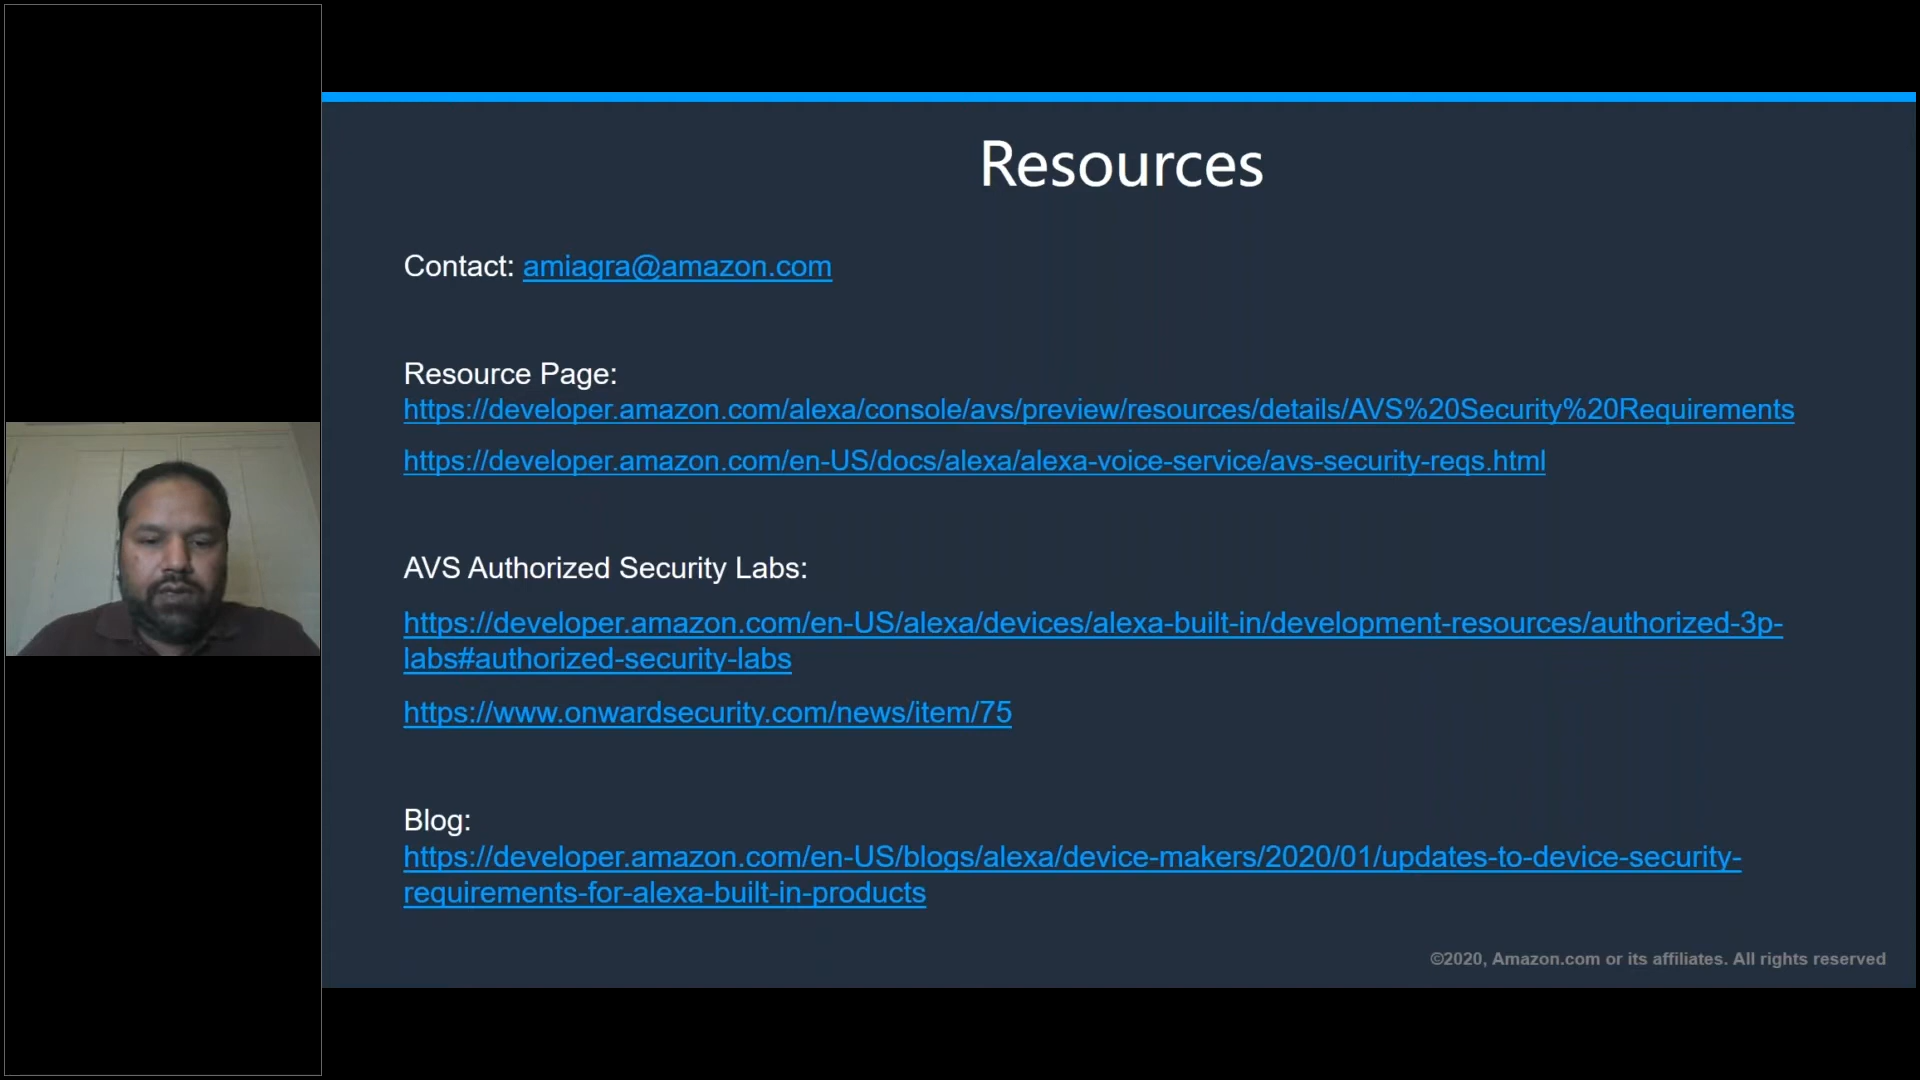 Resources
Contact: amiagra@amazon.com
Resource Page:
https://developer.amazon.com/alexa/console/avs/preview/resources/details/AVS%20Security%20Requirements
https://developer.amazon.com/en-US/docs/alexa/alexa-voice-service/avs-security-reqs.html
AVS Authorized Security Labs:
https://developer.amazon.com/en-US/alexa/devices/alexa-built-in/development-resources/authorized-3p-
labs#authorized-security-labs
https://www.onwardsecurity.com/news/item/75
Blog:
https://developer.amazon.com/en-US/blogs/alexa/device-makers/2020/01/updates-to-device-security-
requirements-for-alexa-built-in-products
©2020, Amazon.com or its affiliates. All rights reserved